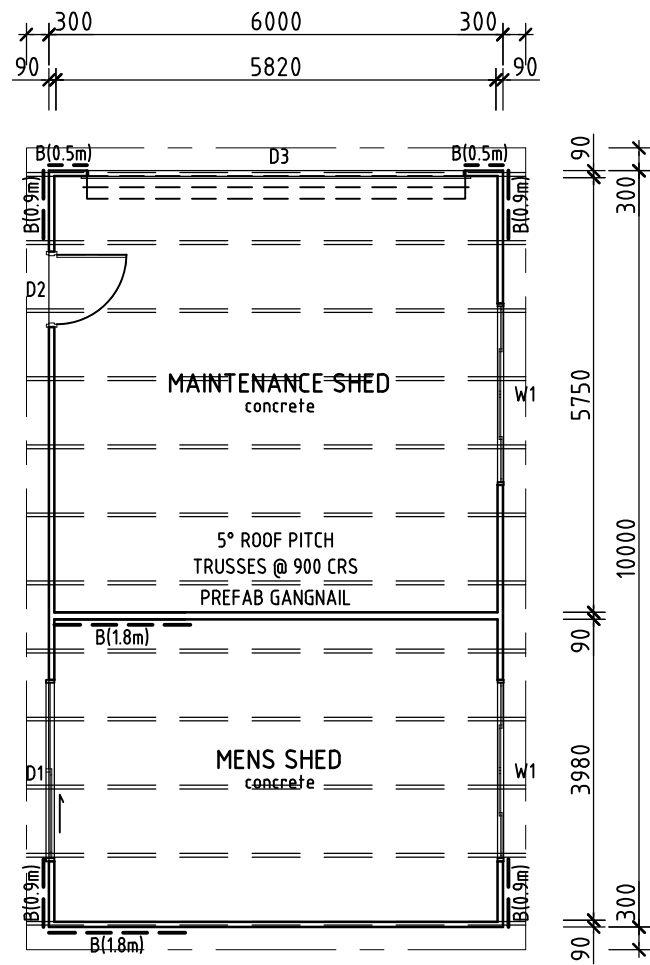 300 6000 300
90 5820 90
B(0.5m) D3 B(0.5m)
90
300
B(0.9m) B(0.9m)
D2
MAINTENANCE SHED
concrete
W1
5750
5° ROOF PITCH
TRUSSES @ 900 CRS
PREFAB GANGNAIL
10000
B(1.8m)
90
MENS SHED
concrete
D1
W1
3980
B(0.9m) B(0.9m)
300
B(1.8m)
90